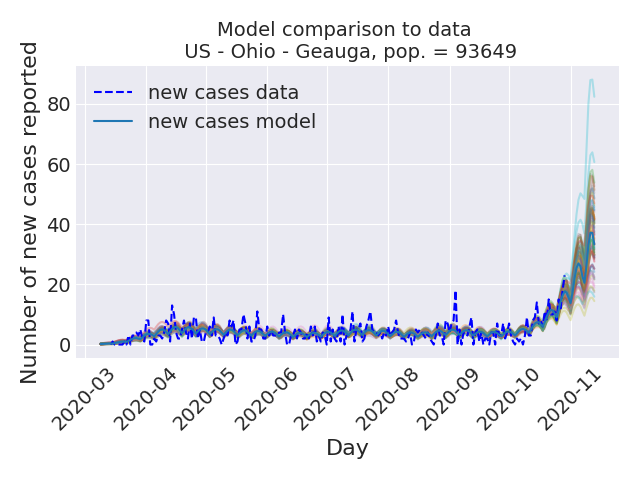 Model comparison to data
US - Ohio - Geauga, pop. = 93649
Number of new cases reported
80
60
40
20
0
new cases data
new cases model
2020-03
2020-04
2020-05
2020-06
2020-07
2020-08
2020-09
2020-10
2020-11
Day